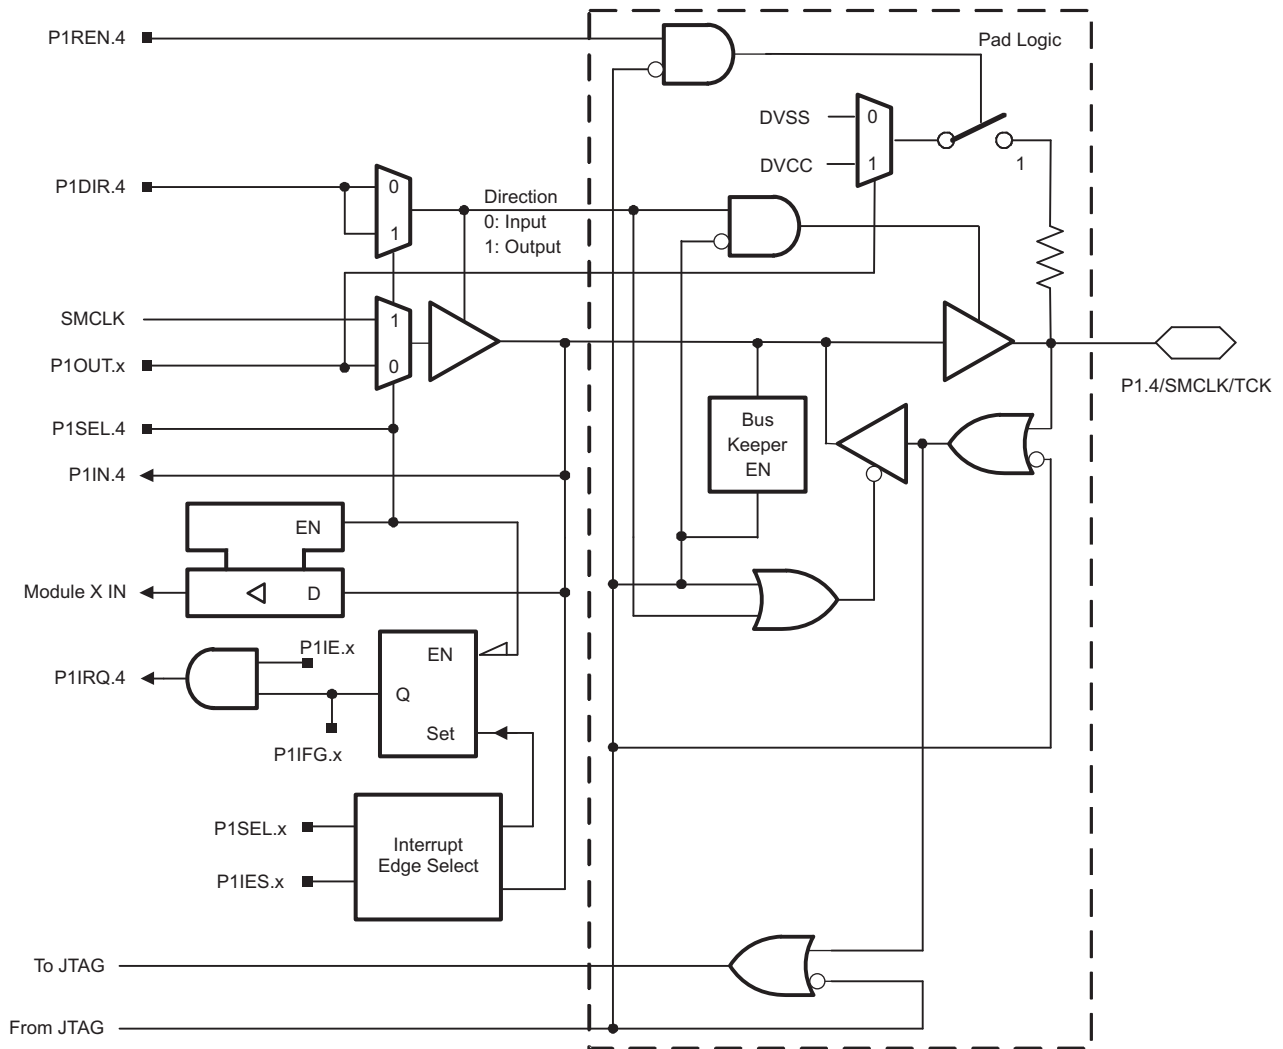 P1REN.4
Pad Logic
DVSS
0
DVCC
1
1
P1DIR.4
0
1
Direction
0: Input
1: Output
SMCLK
1
P1OUT.x
0
P1.4/SMCLK/TCK
P1SEL.4
Bus
Keeper
EN
P1IN.4
EN
Module X IN
D
P1IE.x
P1IRQ.4
EN
Q
Set
P1IFG.x
P1SEL.x
Interrupt
Edge Select
P1IES.x
To JTAG
From JTAG